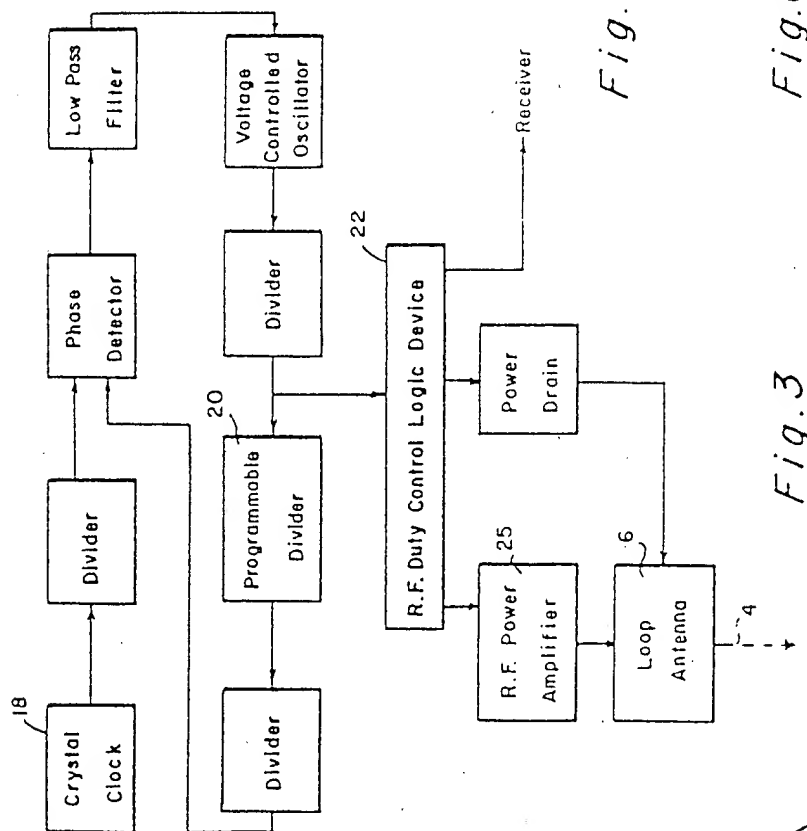 18
Crystal
Clock
Divider
Phase
Detector
Low Pass
Filter
Voltage
Controlled
Oscillator
Divider
20
Programmable
Divider
Divider
22
R.F. Duty Control Logic Device
Receiver
R.F. Power
Amplifier
25
Power
Drain
Loop
Antenna
6
4
Fig. 3
Fig.
Fig.